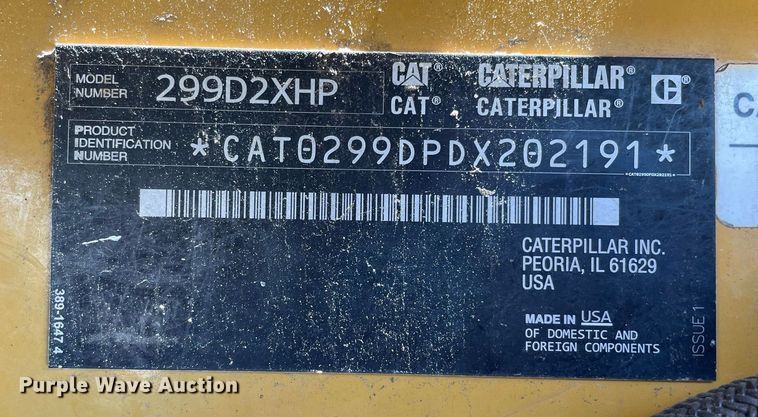 MODEL
NUMBER
299D2XHP
CAT® CATERPILLAR® C
CAT® CATERPILLAR®
PRODUCT
IDENTIFICATION
NUMBER
*CAT0299DPDX202191*
*CAT0299DPDX202191*
CATERPILLAR INC.
PEORIA, IL 61629
USA
MADE IN USA
OF DOMESTIC AND
FOREIGN COMPONENTS
389-1647 4
ISSUE 1
Purple Wave Auction